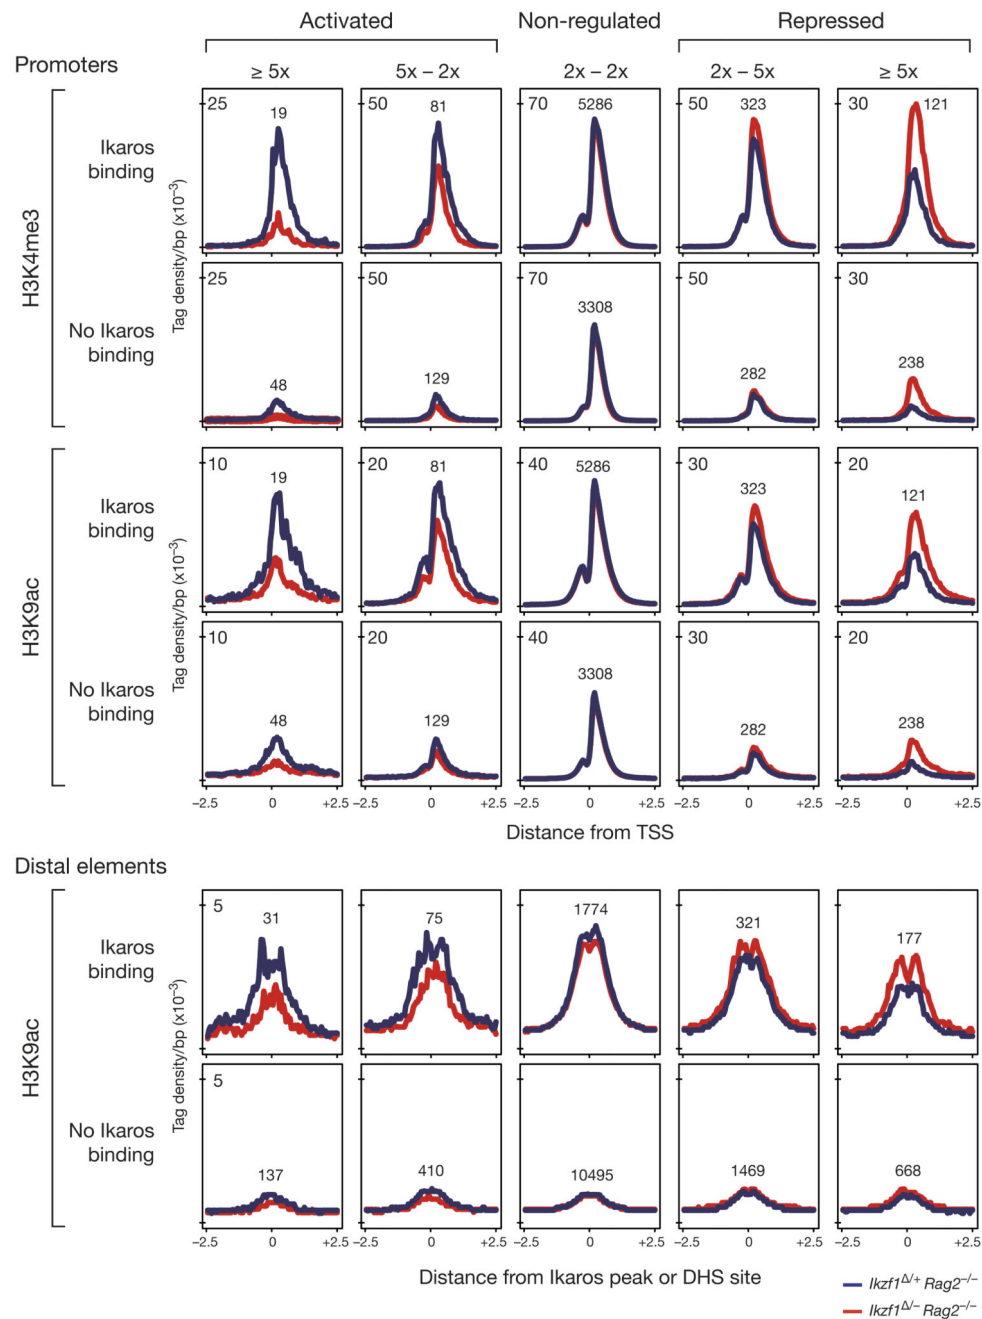 Activated Non-regulated Repressed
Promoters
≥ 5x 5x – 2x 2x – 2x 2x – 5x ≥ 5x
H3K4me3
Tag density/bp (x10⁻³)
Ikaros
binding
25 19 50 81 70 5286 50 323 30 121
No Ikaros
binding
25 48 50 129 70 3308 50 282 30 238
H3K9ac
Tag density/bp (x10⁻³)
Ikaros
binding
10 19 20 81 40 5286 30 323 20 121
No Ikaros
binding
10 48 20 129 40 3308 30 282 20 238
−2.5 0 +2.5 −2.5 0 +2.5 −2.5 0 +2.5 −2.5 0 +2.5 −2.5 0 +2.5
Distance from TSS
Distal elements
H3K9ac
Tag density/bp (x10⁻³)
Ikaros
binding
5 31 75 1774 321 177
No Ikaros
binding
5 137 410 10495 1469 668
−2.5 0 +2.5 −2.5 0 +2.5 −2.5 0 +2.5 −2.5 0 +2.5 −2.5 0 +2.5
Distance from Ikaros peak or DHS site
Ikzf1^Δ/+ Rag2^−/−
Ikzf1^Δ/− Rag2^−/−